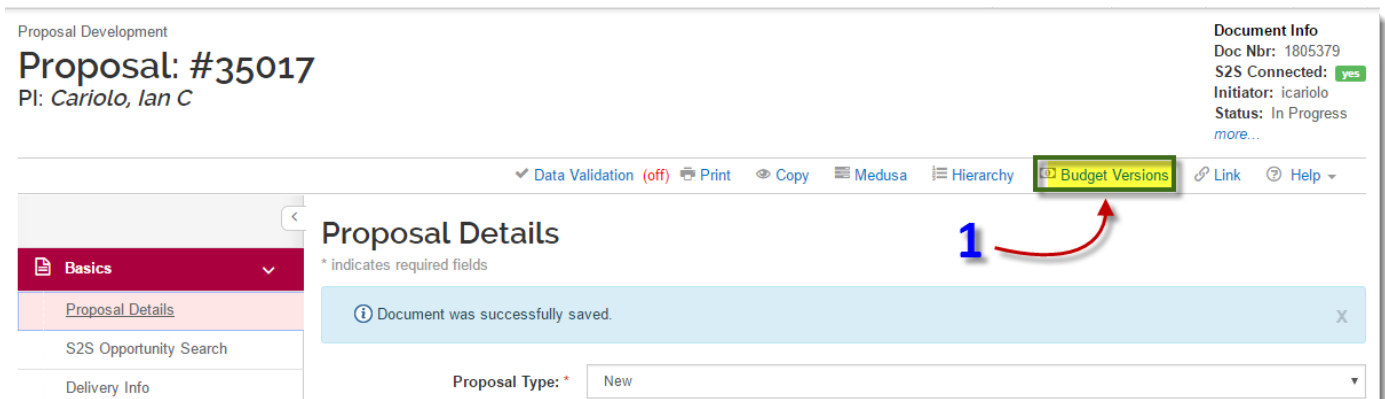 Proposal Development
Proposal: #35017
PI: Cariolo, Ian C
Document Info
Doc Nbr: 1805379
S2S Connected: yes
Initiator: icariolo
Status: In Progress
more...
Data Validation (off) Print Copy Medusa Hierarchy Budget Versions Link Help
1
Basics
Proposal Details
S2S Opportunity Search
Delivery Info
Proposal Details
* indicates required fields
Document was successfully saved. X
Proposal Type: * New